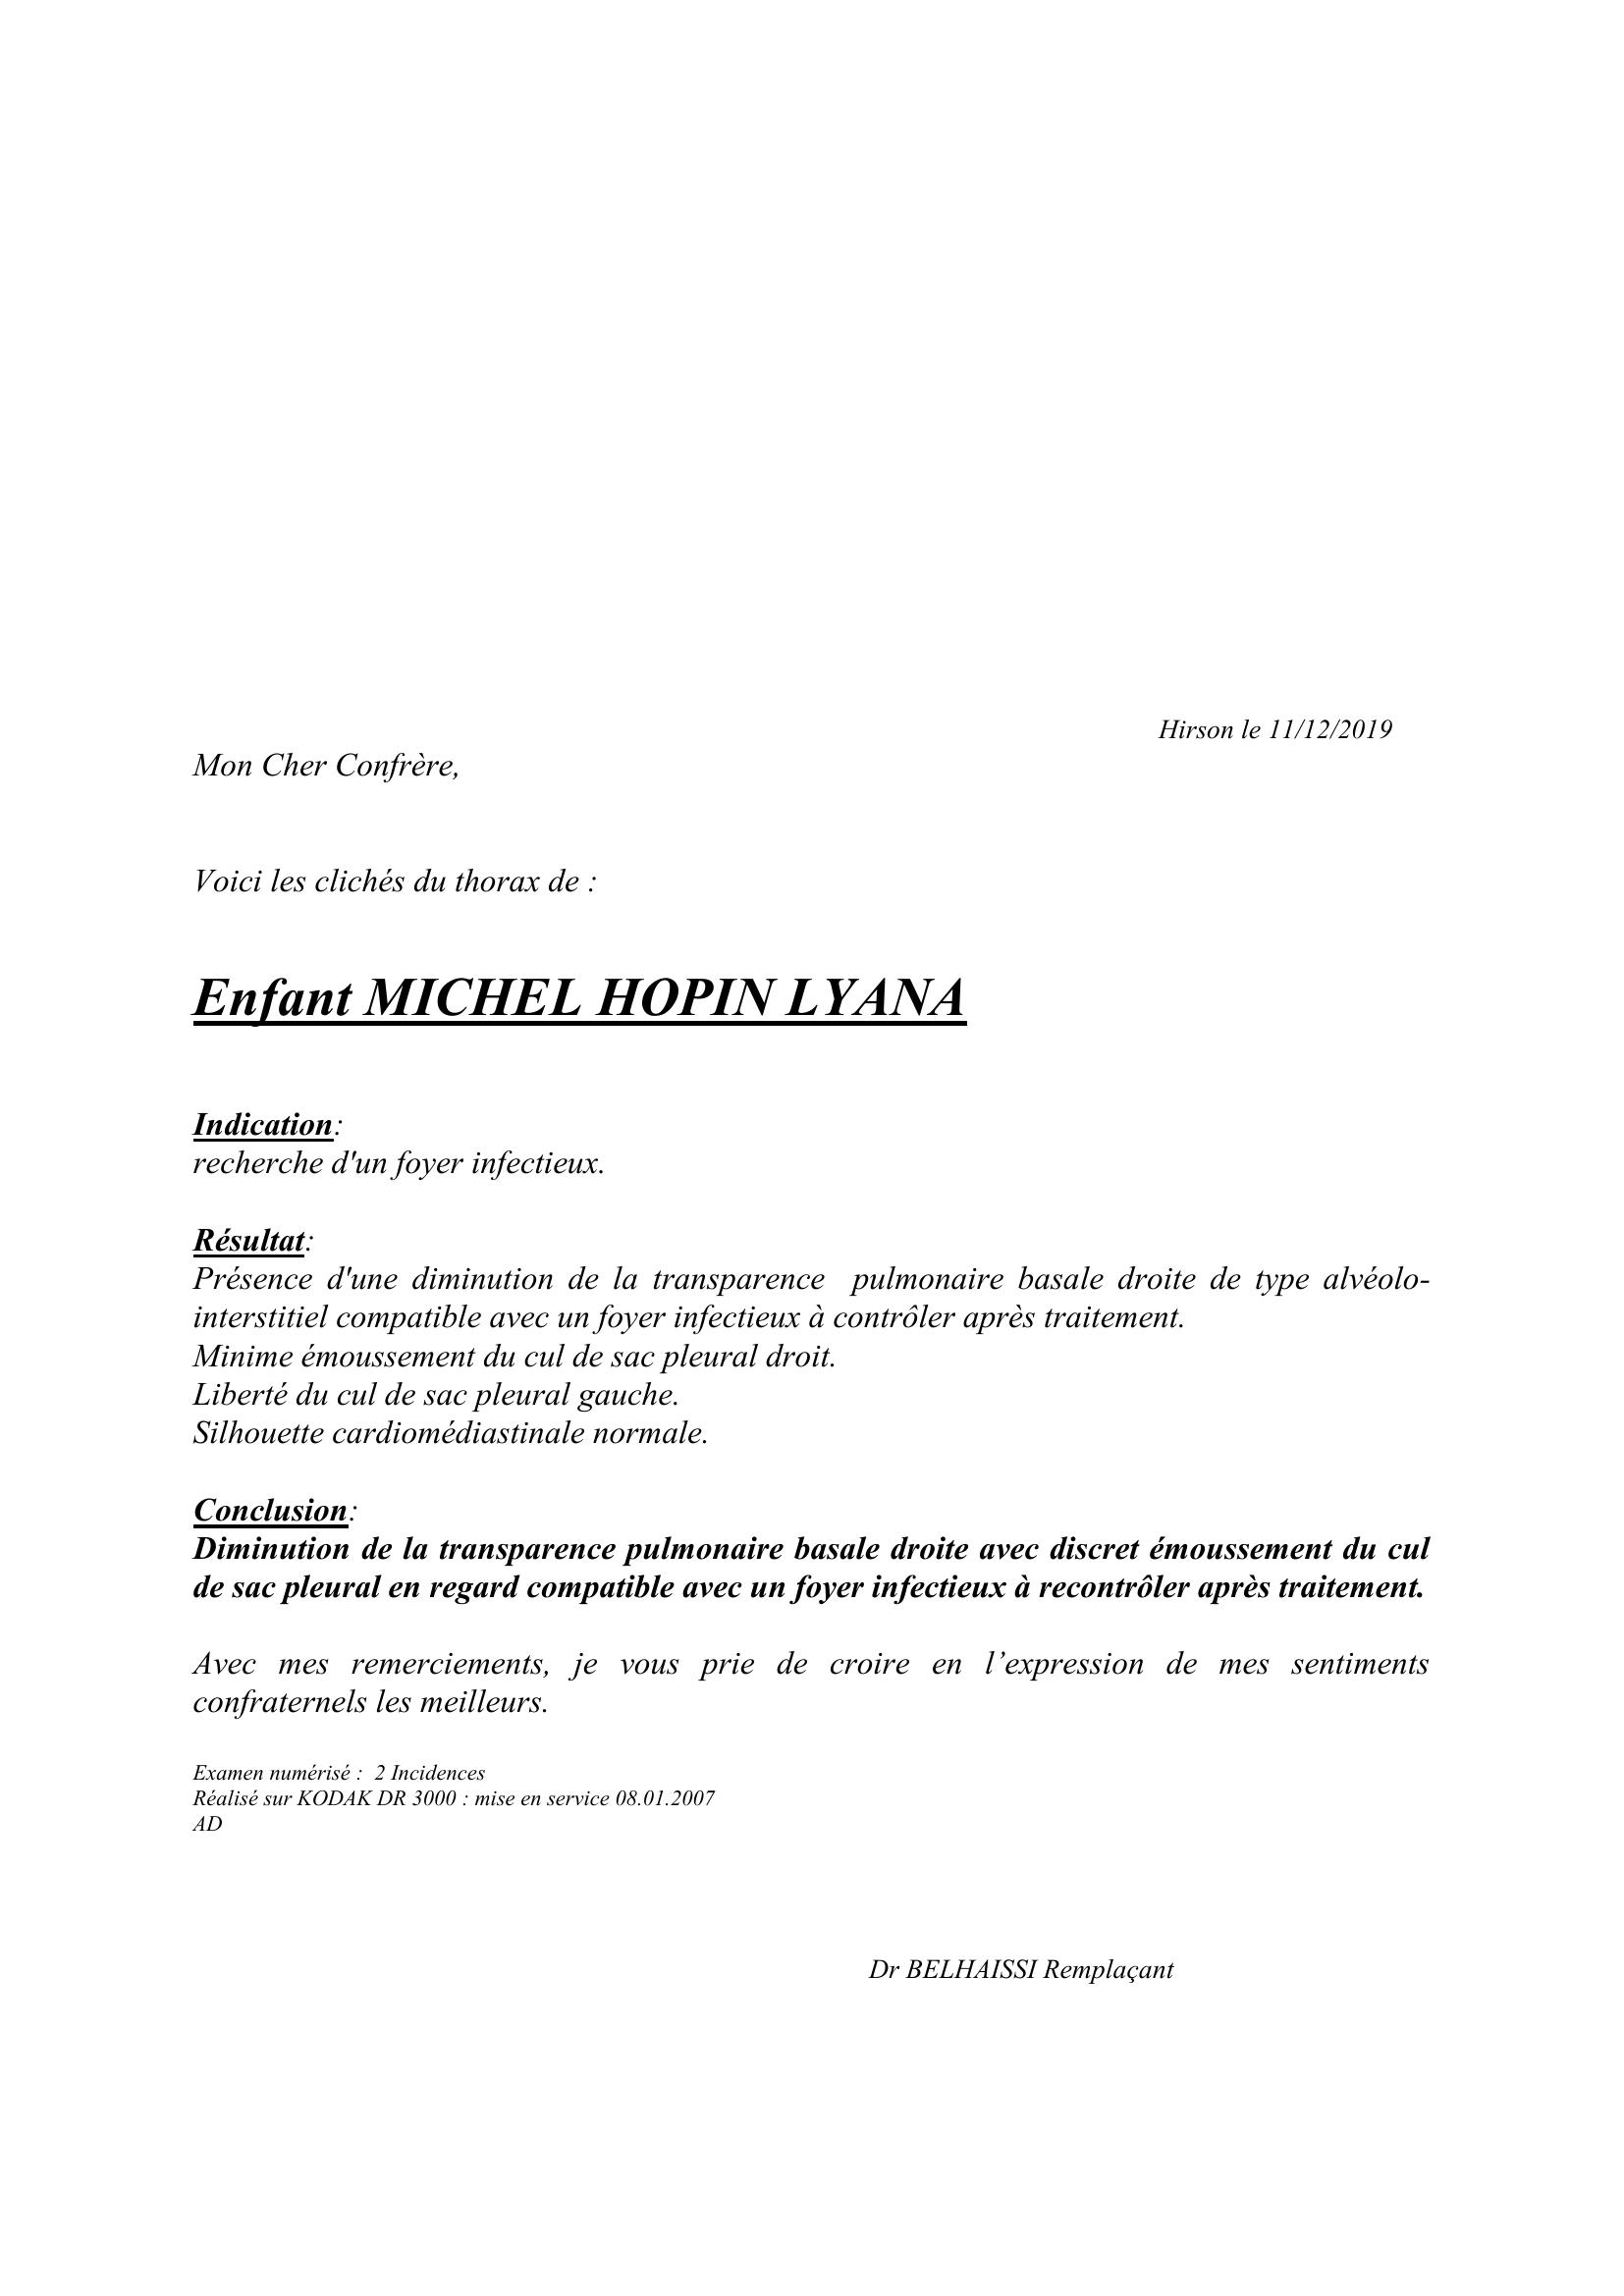 Hirson le 11/12/2019
Mon Cher Confrère,
Voici les clichés du thorax de :
Enfant MICHEL HOPIN LYANA
Indication:
recherche d'un foyer infectieux.
Résultat:
Présence d'une diminution de la transparence  pulmonaire basale droite de type alvéolo-
interstitiel compatible avec un foyer infectieux à contrôler après traitement.
Minime émoussement du cul de sac pleural droit.
Liberté du cul de sac pleural gauche.
Silhouette cardiomédiastinale normale.
Conclusion:
Diminution de la transparence pulmonaire basale droite avec discret émoussement du cul
de sac pleural en regard compatible avec un foyer infectieux à recontrôler après traitement.
Avec mes remerciements, je vous prie de croire en l’expression de mes sentiments
confraternels les meilleurs.
Examen numérisé :  2 Incidences
Réalisé sur KODAK DR 3000 : mise en service 08.01.2007
AD
Dr BELHAISSI Remplaçant